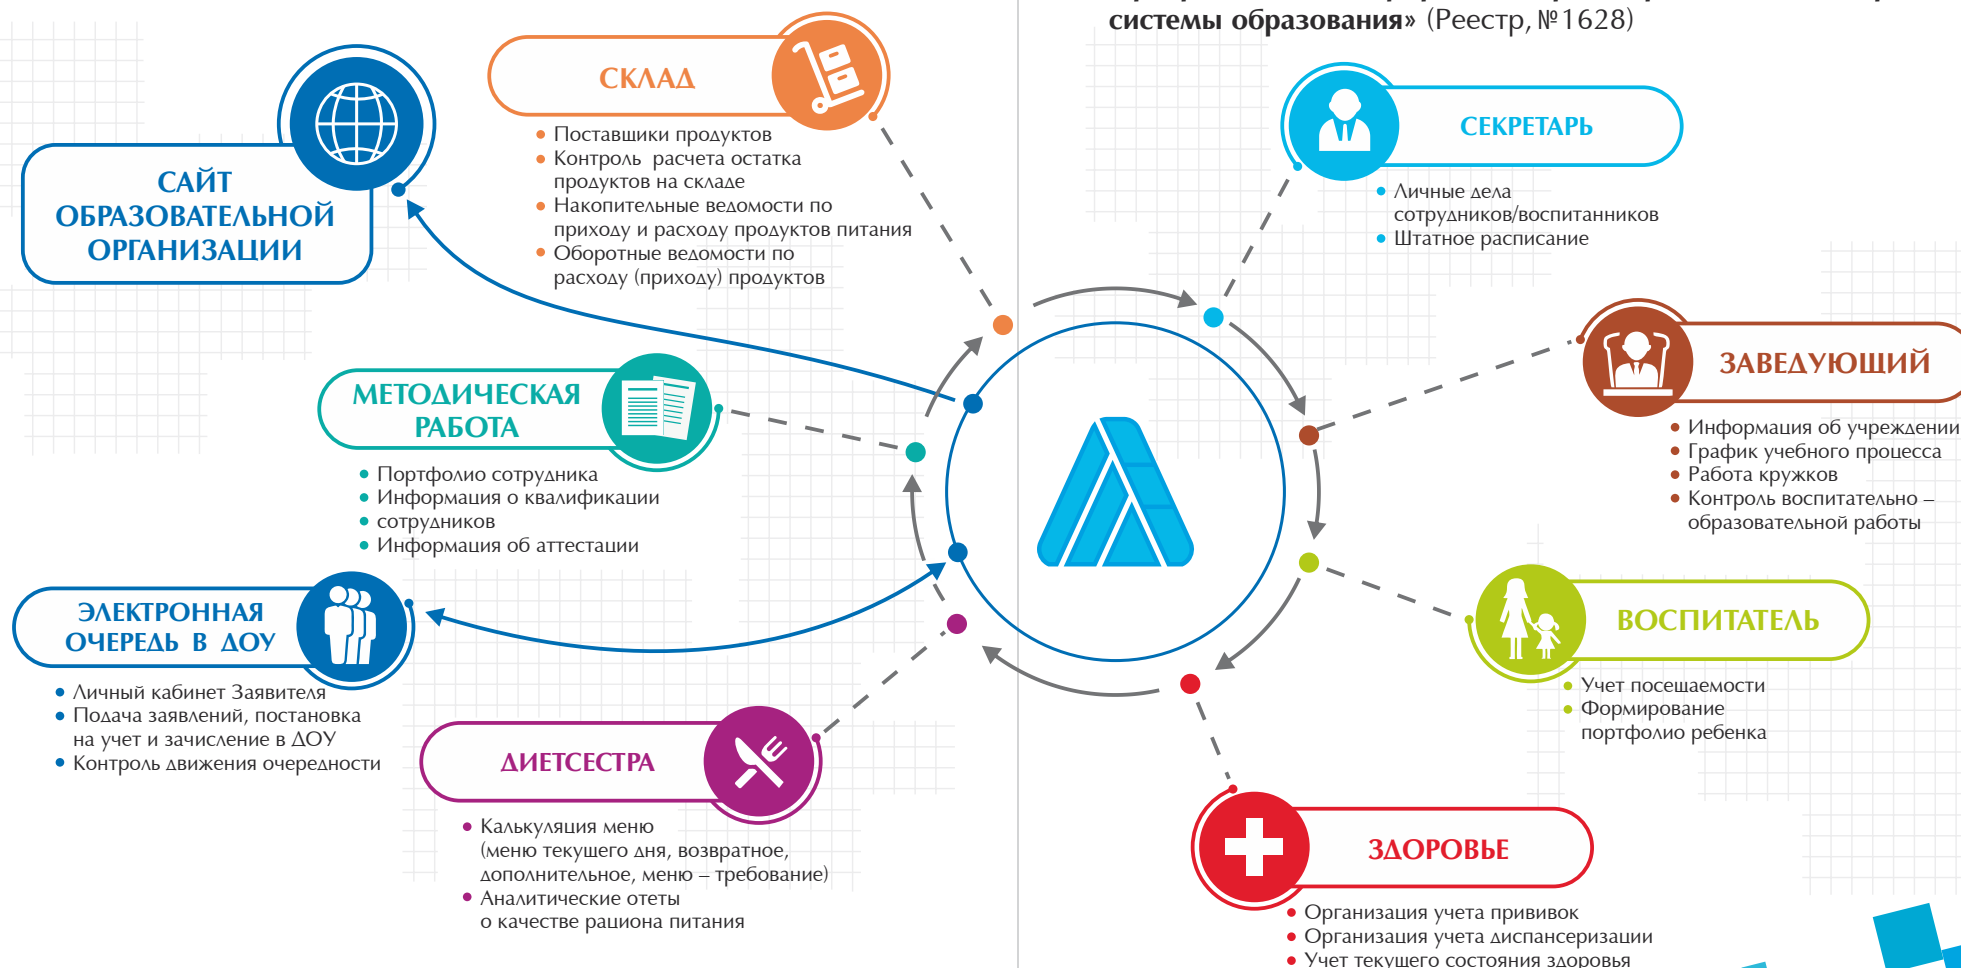 системы образования» (Реестр, №1628)
САЙТ
ОБРАЗОВАТЕЛЬНОЙ
ОРГАНИЗАЦИИ
СКЛАД
Поставщики продуктов
Контроль расчета остатка
продуктов на складе
Накопительные ведомости по
приходу и расходу продуктов питания
Оборотные ведомости по
расходу (приходу) продуктов
МЕТОДИЧЕСКАЯ
РАБОТА
Портфолио сотрудника
Информация о квалификации
сотрудников
Информация об аттестации
ЭЛЕКТРОННАЯ
ОЧЕРЕДЬ В ДОУ
Личный кабинет Заявителя
Подача заявлений, постановка
на учет и зачисление в ДОУ
Контроль движения очередности
ДИЕТСЕСТРА
Калькуляция меню
(меню текущего дня, возвратное,
дополнительное, меню – требование)
Аналитические отеты
о качестве рациона питания
СЕКРЕТАРЬ
Личные дела
сотрудников/воспитанников
Штатное расписание
ЗАВЕДУЮЩИЙ
Информация об учреждении
График учебного процесса
Работа кружков
Контроль воспитательно –
образовательной работы
ВОСПИТАТЕЛЬ
Учет посещаемости
Формирование
портфолио ребенка
ЗДОРОВЬЕ
Организация учета прививок
Организация учета диспансеризации
Учет текущего состояния здоровья